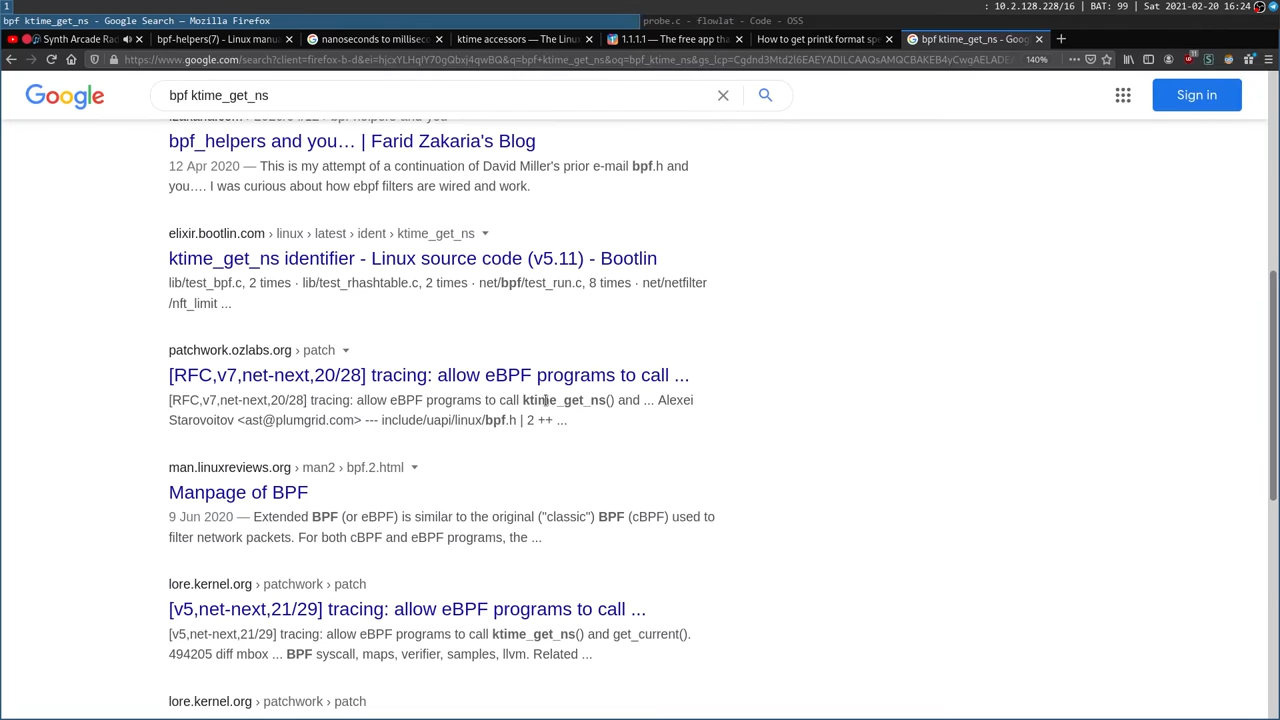 1
: 10.2.128.228/16 | BAT: 99 | Sat 2021-02-20 16:24
bpf ktime_get_ns - Google Search — Mozilla Firefox
probe.c - flowlat - Code - OSS
Synth Arcade Ra
bpf-helpers(7) - Linux manu
nanoseconds to millisec
ktime accessors — The Linu
1.1.1.1 — The free app tha
How to get printk format spe
bpf ktime_get_ns - Goog
140%
Google
bpf ktime_get_ns
Sign in
bpf_helpers and you… | Farid Zakaria's Blog
12 Apr 2020 — This is my attempt of a continuation of David Miller's prior e-mail bpf.h and
you…. I was curious about how ebpf filters are wired and work.
elixir.bootlin.com › linux › latest › ident › ktime_get_ns
ktime_get_ns identifier - Linux source code (v5.11) - Bootlin
lib/test_bpf.c, 2 times · lib/test_rhashtable.c, 2 times · net/bpf/test_run.c, 8 times · net/netfilter
/nft_limit ...
patchwork.ozlabs.org › patch
[RFC,v7,net-next,20/28] tracing: allow eBPF programs to call ...
[RFC,v7,net-next,20/28] tracing: allow eBPF programs to call ktime_get_ns() and ... Alexei
Starovoitov <ast@plumgrid.com> --- include/uapi/linux/bpf.h | 2 ++ ...
man.linuxreviews.org › man2 › bpf.2.html
Manpage of BPF
9 Jun 2020 — Extended BPF (or eBPF) is similar to the original ("classic") BPF (cBPF) used to
filter network packets. For both cBPF and eBPF programs, the ...
lore.kernel.org › patchwork › patch
[v5,net-next,21/29] tracing: allow eBPF programs to call ...
[v5,net-next,21/29] tracing: allow eBPF programs to call ktime_get_ns() and get_current().
494205 diff mbox ... BPF syscall, maps, verifier, samples, llvm. Related ...
lore.kernel.org › patchwork › patch